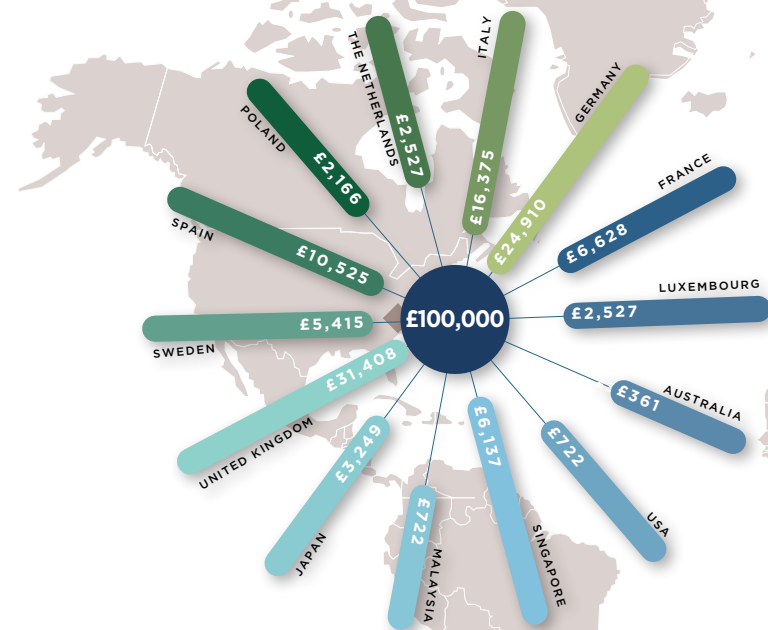 THE NETHERLANDS
£2,527
ITALY
£16,375
GERMANY
£24,910
FRANCE
£6,628
LUXEMBOURG
£2,527
AUSTRALIA
£361
USA
£722
SINGAPORE
£6,137
MALAYSIA
£722
JAPAN
£3,249
UNITED KINGDOM
£31,408
SWEDEN
£5,415
SPAIN
£10,525
POLAND
£2,166
£100,000